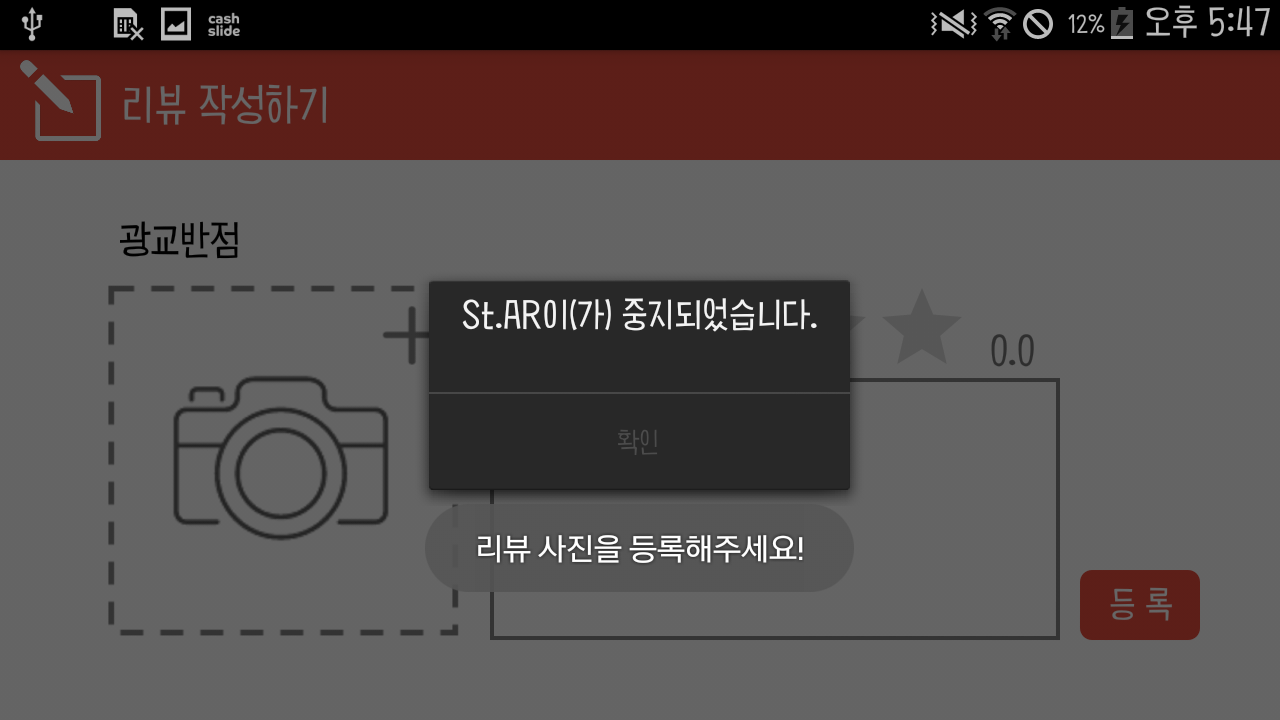 cash
slide
12%
오후 5:47
리뷰 작성하기
광교반점
St.AR이(가) 중지되었습니다.
0.0
확인
리뷰 사진을 등록해주세요!
등 록